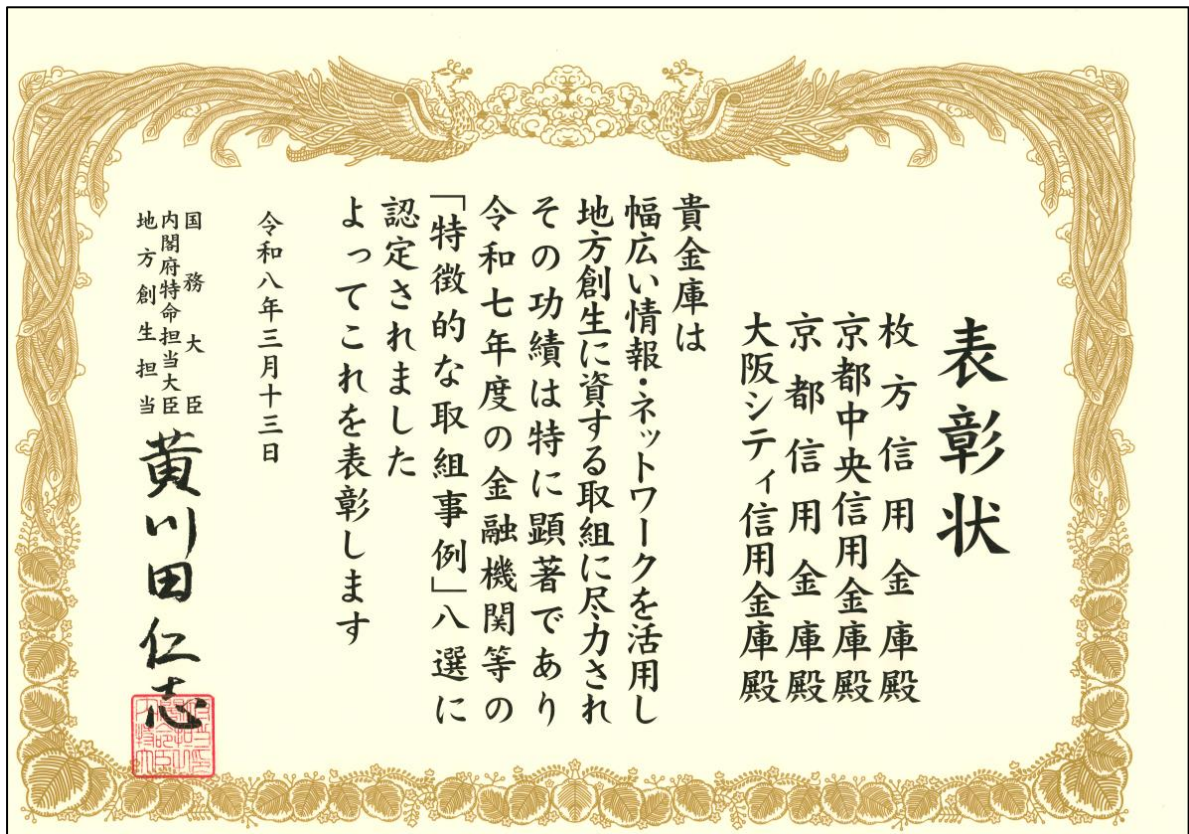 表彰状
枚方信用金庫殿
京都中央信用金庫殿
京都信用金庫殿
大阪シティ信用金庫殿
貴金庫は
幅広い情報・ネットワークを活用し
地方創生に資する取組に尽力され
その功績は特に顕著であり
令和七年度の金融機関等の
「特徴的な取組事例」八選に
認定されました
よってこれを表彰します
令和八年三月十三日
国務大臣
内閣府特命担当大臣
地方創生担当
黄川田仁志